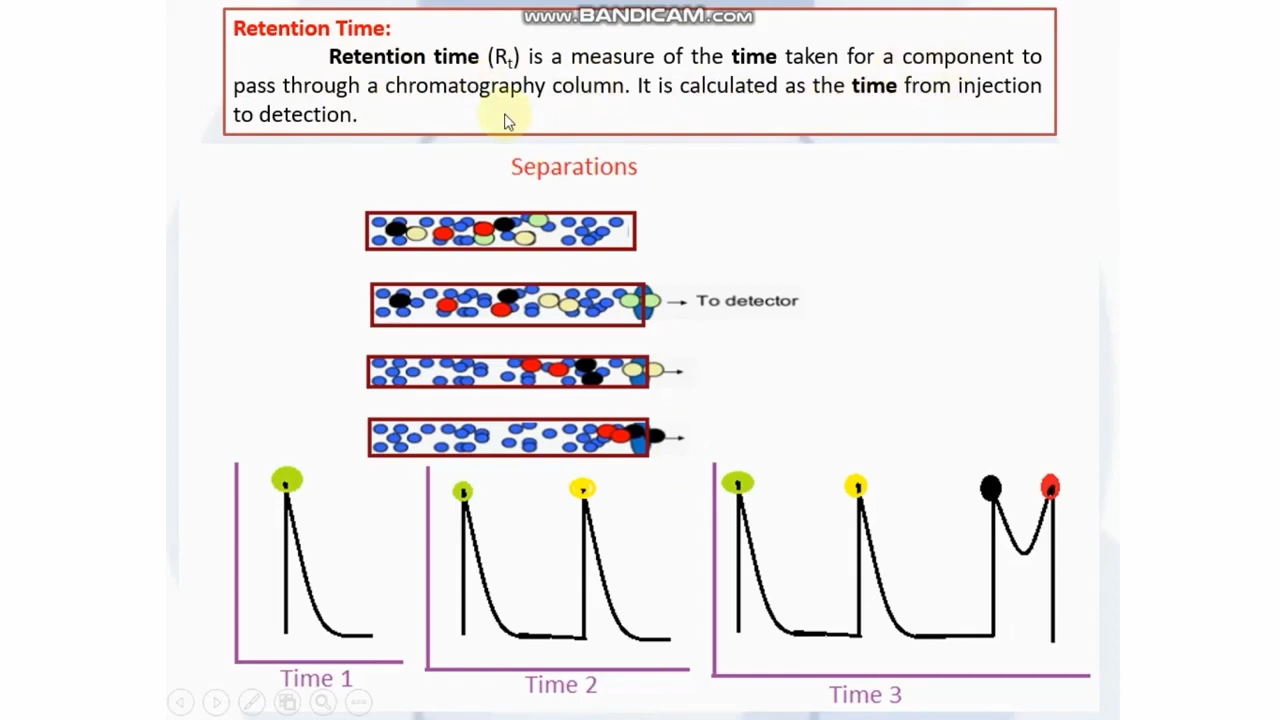 WWW.BANDICAM.COM
Retention Time:
Retention time (Rt) is a measure of the time taken for a component to
pass through a chromatography column. It is calculated as the time from injection
to detection.
Separations
To detector
Time 1
Time 2
Time 3